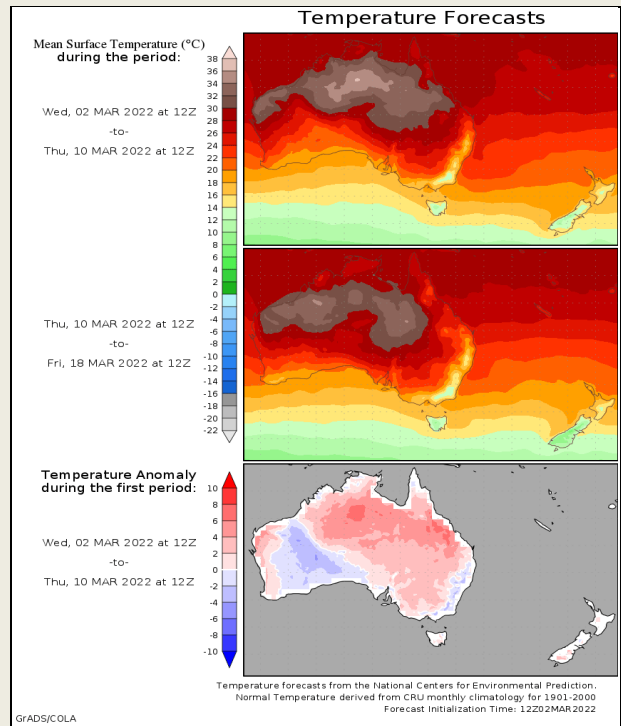 Temperature Forecasts
Mean Surface Temperature (°C)
during the period:
38
36
34
32
30
28
26
24
22
20
18
16
14
12
10
8
6
4
2
0
-2
-4
-6
-8
-10
-12
-14
-16
-18
-20
-22
Wed, 02 MAR 2022 at 12Z
-to-
Thu, 10 MAR 2022 at 12Z
Thu, 10 MAR 2022 at 12Z
-to-
Fri, 18 MAR 2022 at 12Z
Temperature Anomaly
during the first period:
Wed, 02 MAR 2022 at 12Z
-to-
Thu, 10 MAR 2022 at 12Z
10
8
6
4
2
0
-2
-4
-6
-8
-10
Temperature forecasts from the National Centers for Environmental Prediction.
Normal Temperature derived from CRU monthly climatology for 1901-2000
Forecast Initialization Time: 12Z02MAR2022
GrADS/COLA